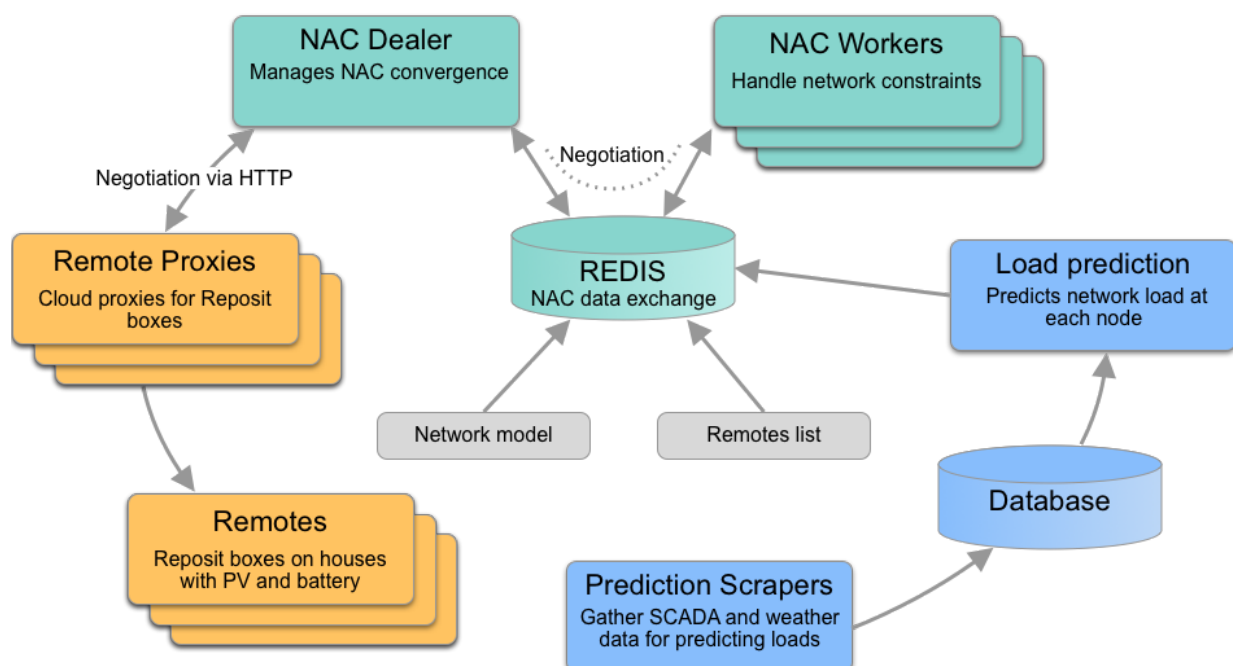 NAC Dealer
Manages NAC convergence
NAC Workers
Handle network constraints
Negotiation
Negotiation via HTTP
Remote Proxies
Cloud proxies for Reposit
boxes
REDIS
NAC data exchange
Load prediction
Predicts network load at
each node
Network model
Remotes list
Database
Remotes
Reposit boxes on houses
with PV and battery
Prediction Scrapers
Gather SCADA and weather
data for predicting loads